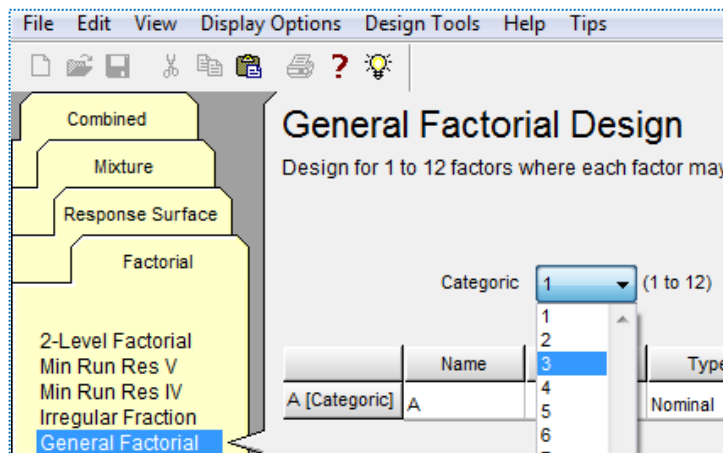 File Edit View Display Options Design Tools Help Tips
Combined
Mixture
Response Surface
Factorial
2-Level Factorial
Min Run Res V
Min Run Res IV
Irregular Fraction
General Factorial
General Factorial Design
Design for 1 to 12 factors where each factor may
Categoric 1 (1 to 12)
1
2
3
4
5
6
Name Type
A [Categoric] A Nominal